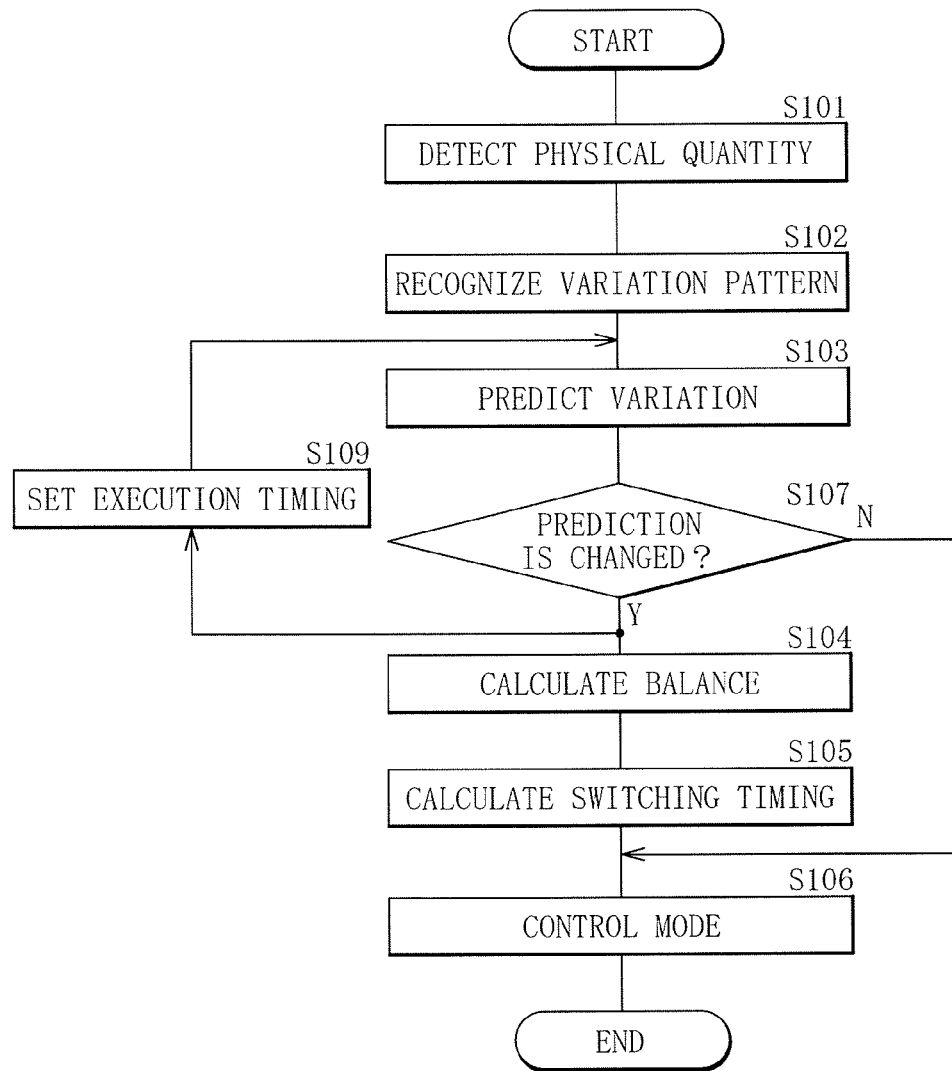 START
S101
DETECT PHYSICAL QUANTITY
S102
RECOGNIZE VARIATION PATTERN
S103
PREDICT VARIATION
S109
SET EXECUTION TIMING
S107
PREDICTION
IS CHANGED?
N
Y
S104
CALCULATE BALANCE
S105
CALCULATE SWITCHING TIMING
S106
CONTROL MODE
END